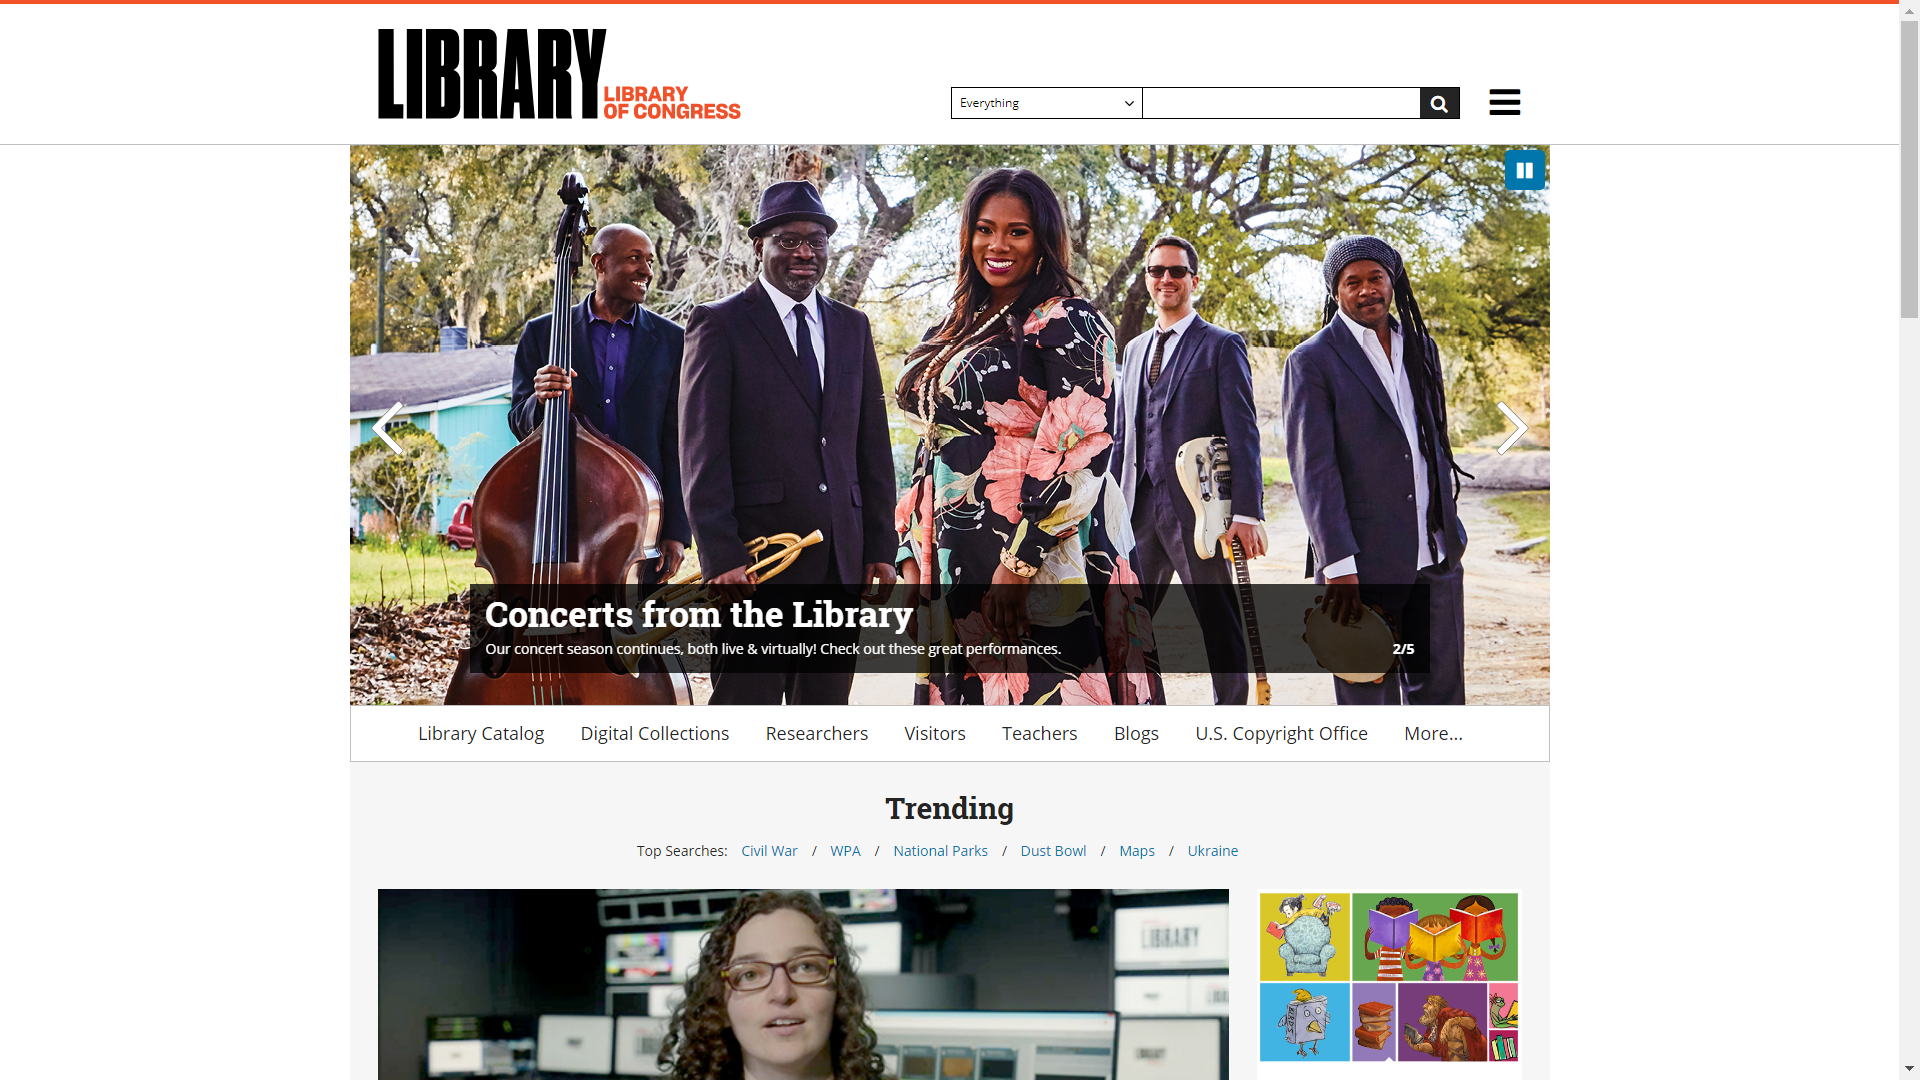 LIBRARY
LIBRARY
OF CONGRESS
Everything
Concerts from the Library
Our concert season continues, both live & virtually! Check out these great performances.
2/5
Library Catalog
Digital Collections
Researchers
Visitors
Teachers
Blogs
U.S. Copyright Office
More...
Trending
Top Searches: Civil War / WPA / National Parks / Dust Bowl / Maps / Ukraine
LIBRARY
BIRDS